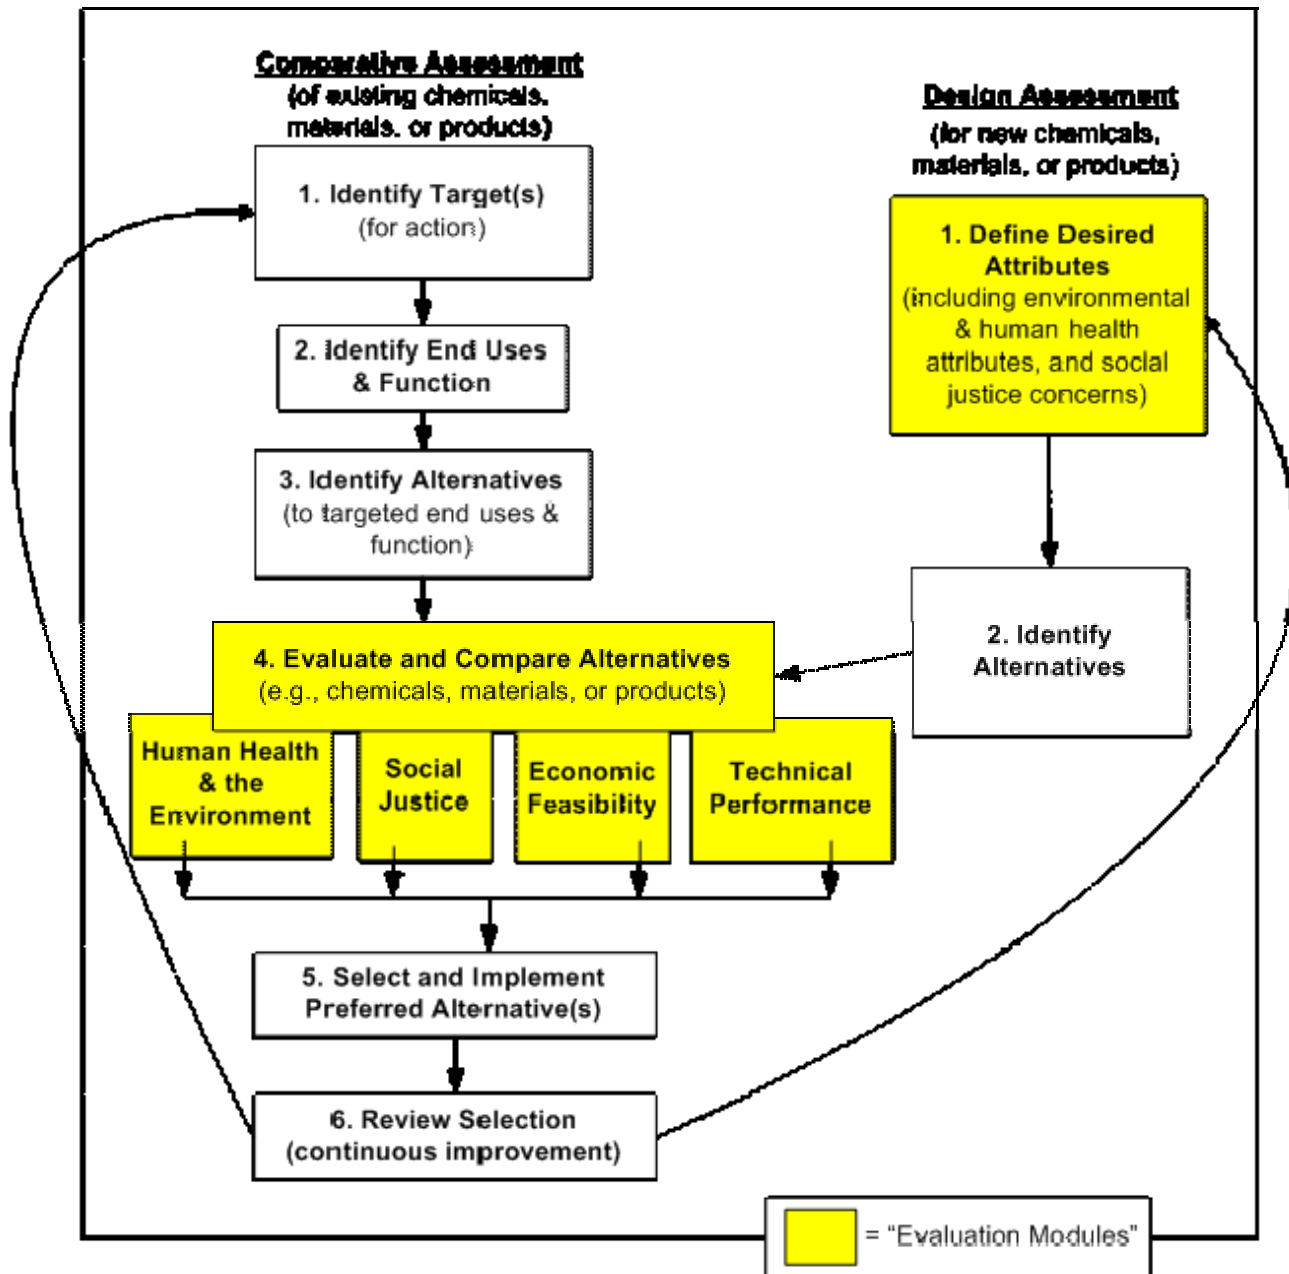 Comparative Assessment
(of existing chemicals,
materials, or products)
1. Identify Target(s)
(for action)
2. Identify End Uses
& Function
3. Identify Alternatives
(to targeted end uses &
function)
Design Assessment
(for new chemicals,
materials, or products)
1. Define Desired
Attributes
(including environmental
& human health
attributes, and social
justice concerns)
2. Identify
Alternatives
4. Evaluate and Compare Alternatives
(e.g., chemicals, materials, or products)
Human Health
& the
Environment
Social
Justice
Economic
Feasibility
Technical
Performance
5. Select and Implement
Preferred Alternative(s)
6. Review Selection
(continuous improvement)
= “Evaluation Modules”